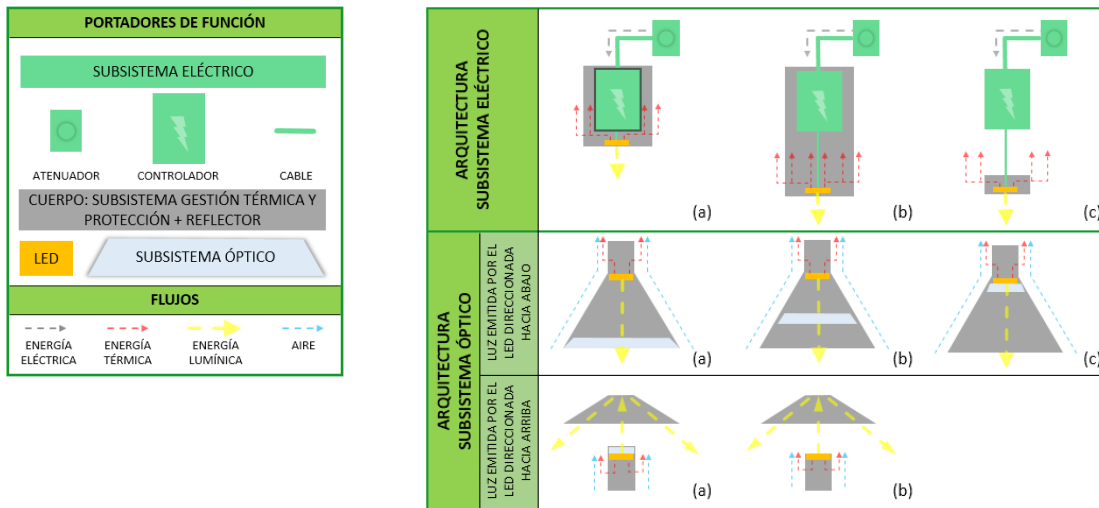 PORTADORES DE FUNCIÓN
SUBSISTEMA ELÉCTRICO
ATENUADOR
CONTROLADOR
CABLE
CUERPO: SUBSISTEMA GESTIÓN TÉRMICA Y
PROTECCIÓN + REFLECTOR
LED
SUBSISTEMA ÓPTICO
FLUJOS
ENERGÍA
ELÉCTRICA
ENERGÍA
TÉRMICA
ENERGÍA
LUMÍNICA
AIRE
ARQUITECTURA
SUBSISTEMA ELÉCTRICO
(a)
(b)
(c)
ARQUITECTURA
SUBSISTEMA ÓPTICO
LUZ EMITIDA POR EL
LED DIRECCIONADA
HACIA ABAJO
(a)
(b)
(c)
LUZ EMITIDA POR EL
LED DIRECCIONADA
HACIA ARRIBA
(a)
(b)